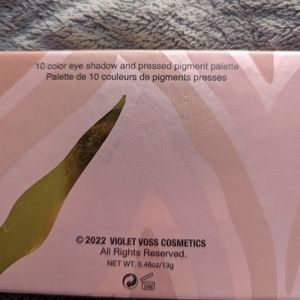 10 color eye shadow and pressed pigment palette
Palette de 10 couleurs de pigments presses
© 2022 VIOLET VOSS COSMETICS
All Rights Reserved.
NET WT. 0.46oz/13g
24M